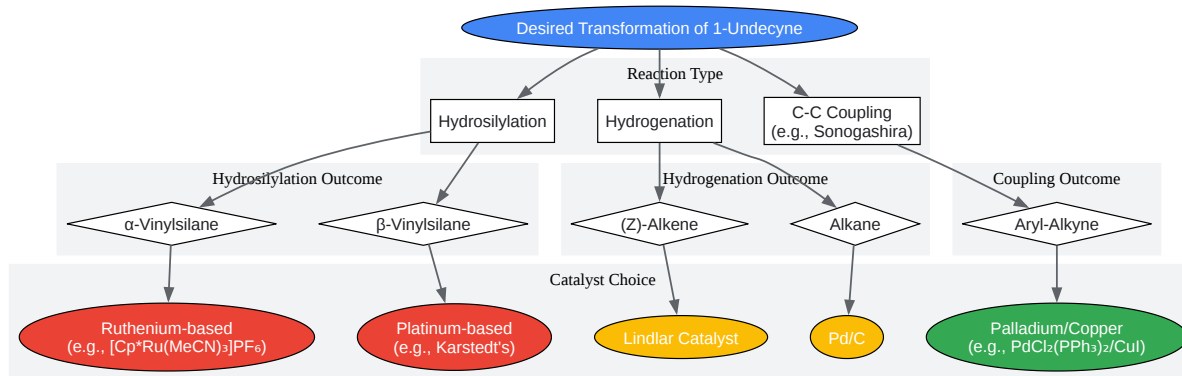 Desired Transformation of 1-Undecyne
Reaction Type
Hydrosilylation
Hydrogenation
C-C Coupling
(e.g., Sonogashira)
Hydrosilylation Outcome
Hydrogenation Outcome
Coupling Outcome
α-Vinylsilane
β-Vinylsilane
(Z)-Alkene
Alkane
Aryl-Alkyne
Catalyst Choice
Ruthenium-based
(e.g., [Cp*Ru(MeCN)₃]PF₆)
Platinum-based
(e.g., Karstedt's)
Lindlar Catalyst
Pd/C
Palladium/Copper
(e.g., PdCl₂(PPh₃)₂/CuI)